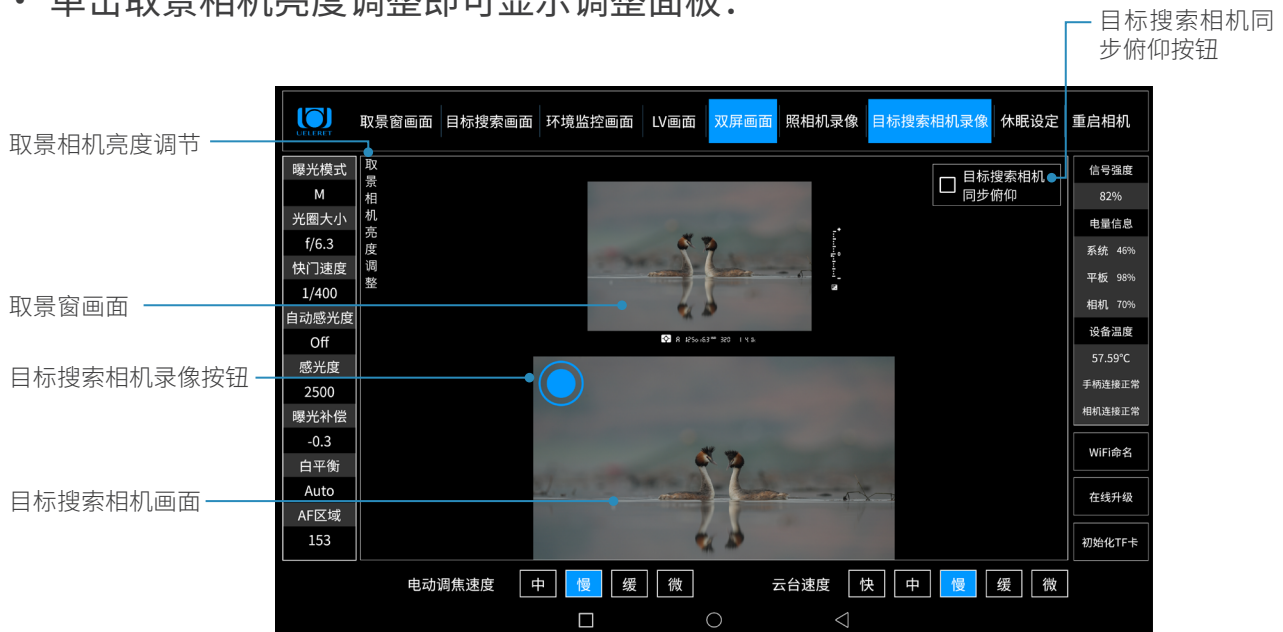 • 单击取景相机亮度调整即可显示调整面板：
目标搜索相机同
步俯仰按钮
UELERET
取景窗画面 目标搜索画面 环境监控画面 LV画面 双屏画面 照相机录像 目标搜索相机录像 休眠设定 重启相机
取景相机亮度调节
取景窗画面
目标搜索相机录像按钮
目标搜索相机画面
曝光模式
M
光圈大小
f/6.3
快门速度
1/400
自动感光度
Off
感光度
2500
曝光补偿
-0.3
白平衡
Auto
AF区域
153
取景相机亮度调整
目标搜索相机
同步俯仰
信号强度
82%
电量信息
系统 46%
平板 98%
相机 70%
设备温度
57.59℃
手柄连接正常
相机连接正常
WiFi命名
在线升级
初始化TF卡
电动调焦速度 中 慢 缓 微 云台速度 快 中 慢 缓 微